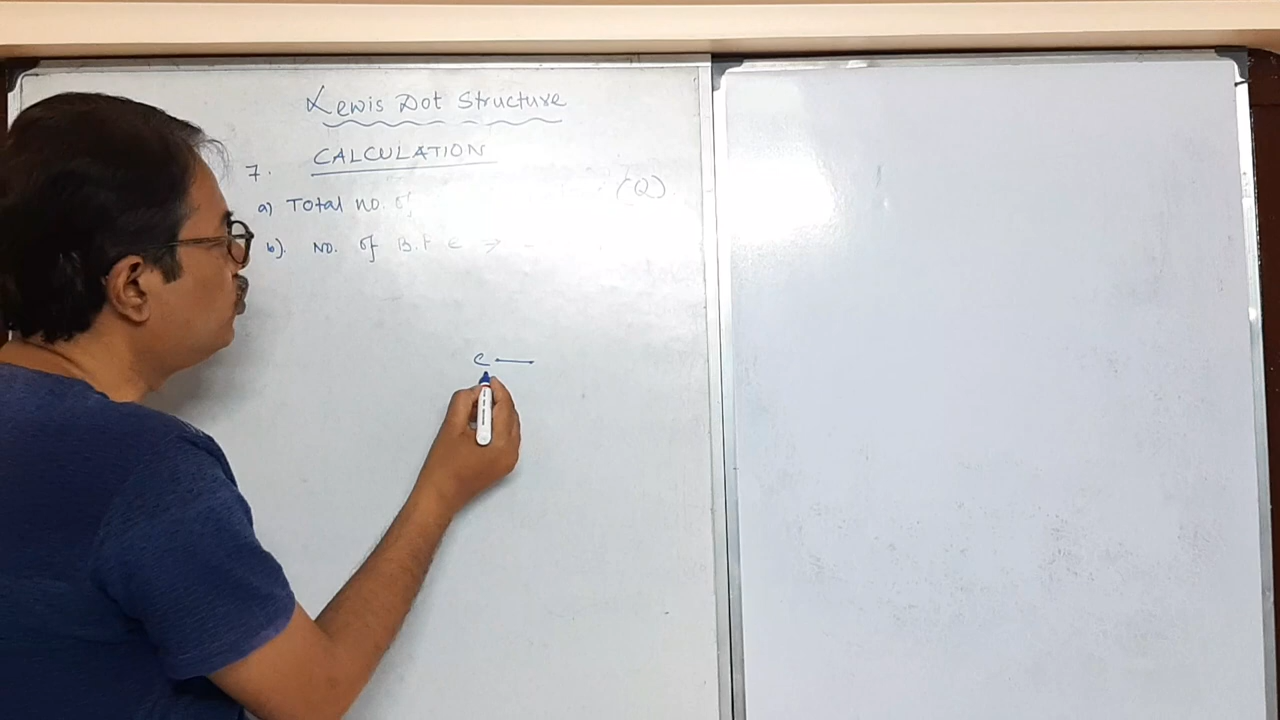 Lewis Dot Structure
7. CALCULATION
a) Total no. of (Q)
b). NO. of B.P e →
C —